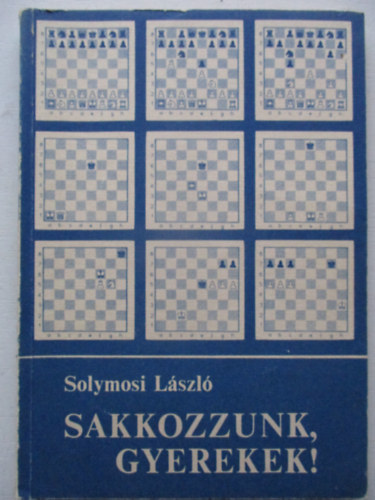 Solymosi László
SAKKOZZUNK,
GYEREKEK!